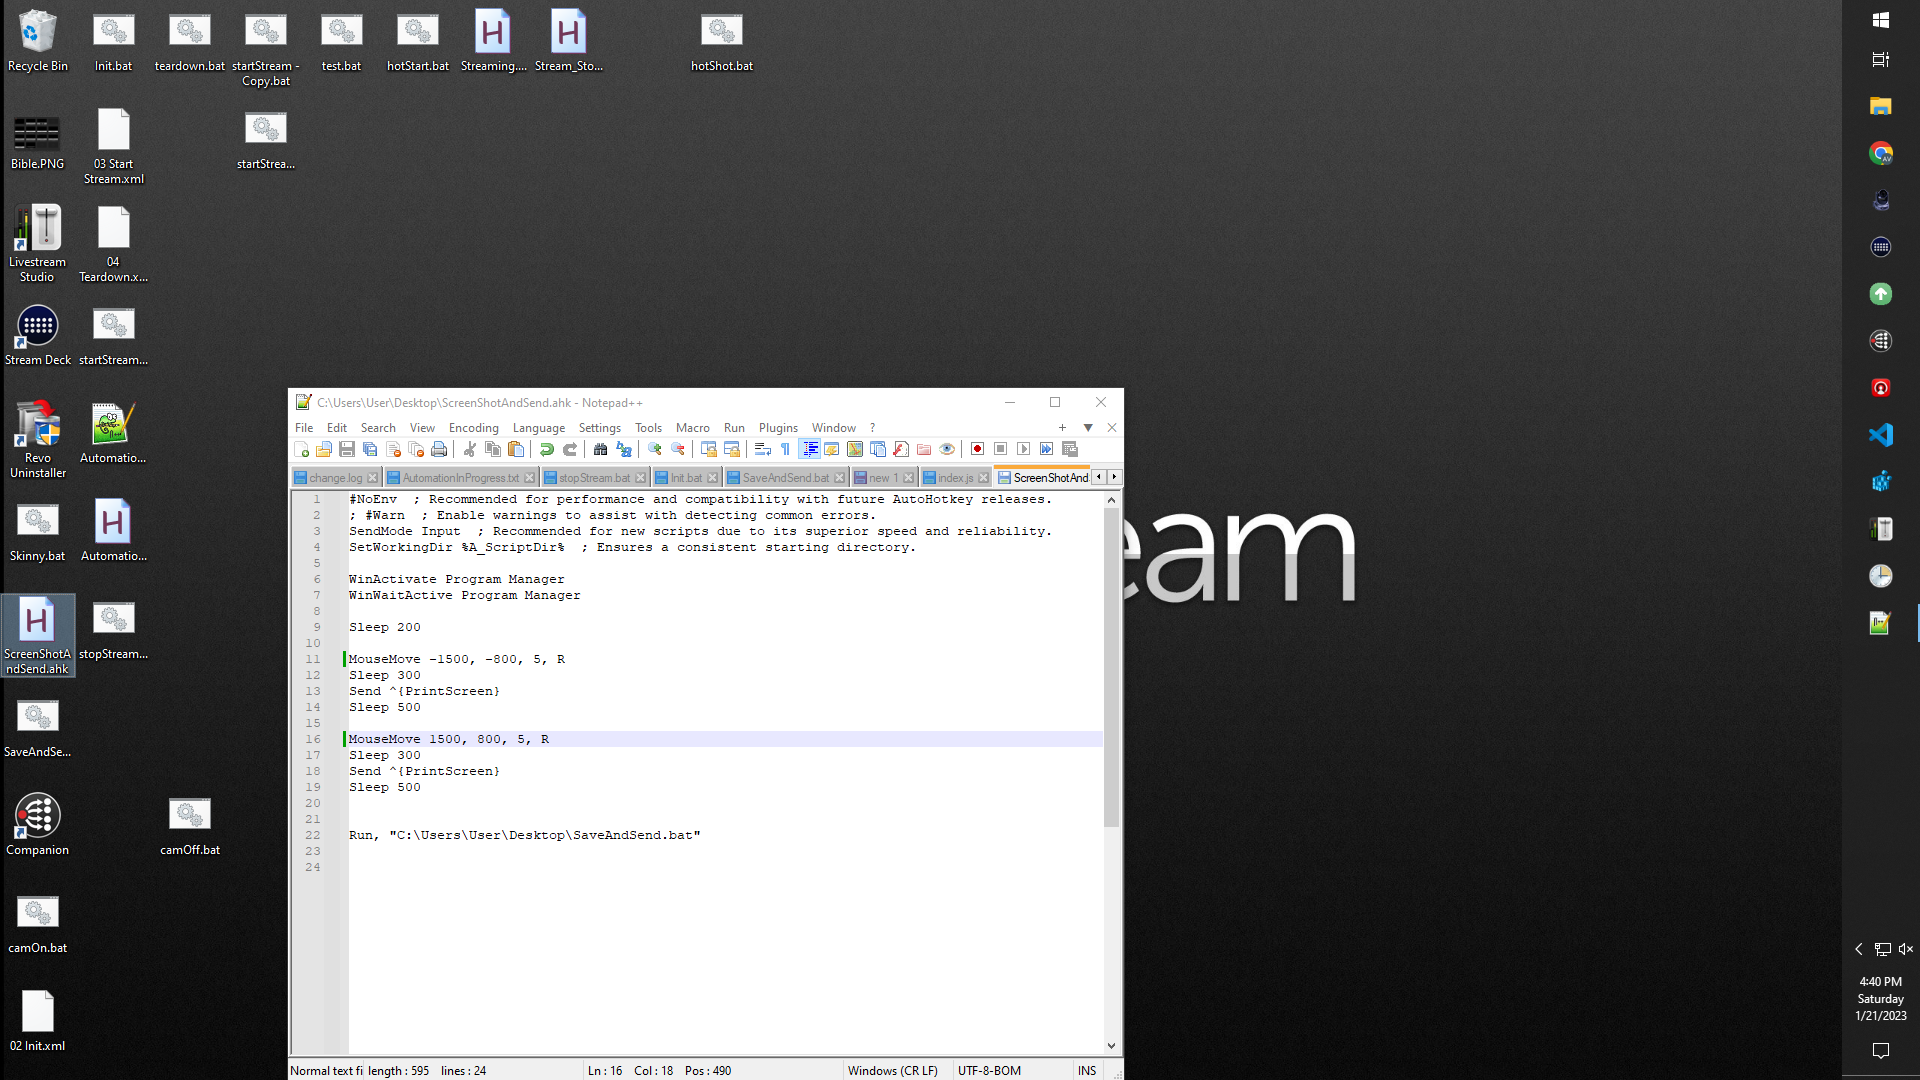 Recycle Bin
Init.bat
teardown.bat
startStream -
Copy.bat
test.bat
hotStart.bat
Streaming....
Stream_Sto...
hotShot.bat
Bible.PNG
03 Start
Stream.xml
startStrea...
Livestream
Studio
04
Teardown.x...
Stream Deck
startStream...
Revo
Uninstaller
Automatio...
Skinny.bat
Automatio...
ScreenShotA
ndSend.ahk
stopStream...
SaveAndSe...
Companion
camOff.bat
camOn.bat
02 Init.xml
C:\Users\User\Desktop\ScreenShotAndSend.ahk - Notepad++
File Edit Search View Encoding Language Settings Tools Macro Run Plugins Window ?
change.log AutomationInProgress.txt stopStream.bat Init.bat SaveAndSend.bat new 1 index.js ScreenShotAnd
1 #NoEnv  ; Recommended for performance and compatibility with future AutoHotkey releases.
2 ; #Warn  ; Enable warnings to assist with detecting common errors.
3 SendMode Input  ; Recommended for new scripts due to its superior speed and reliability.
4 SetWorkingDir %A_ScriptDir%  ; Ensures a consistent starting directory.
5
6 WinActivate Program Manager
7 WinWaitActive Program Manager
8
9 Sleep 200
10
11 MouseMove -1500, -800, 5, R
12 Sleep 300
13 Send ^{PrintScreen}
14 Sleep 500
15
16 MouseMove 1500, 800, 5, R
17 Sleep 300
18 Send ^{PrintScreen}
19 Sleep 500
20
21
22 Run, "C:\Users\User\Desktop\SaveAndSend.bat"
23
24
Normal text fi length : 595 lines : 24 Ln : 16 Col : 18 Pos : 490 Windows (CR LF) UTF-8-BOM INS
eam
AV
4:40 PM
Saturday
1/21/2023